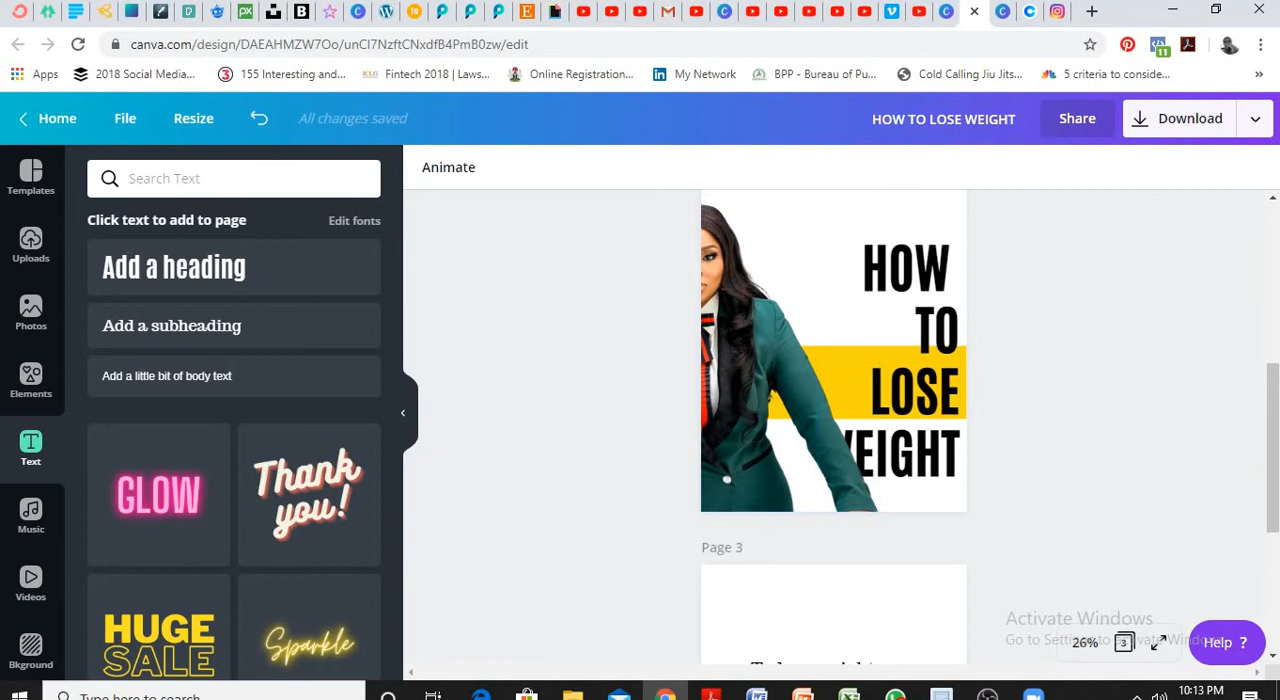 canva.com/design/DAEAHMZW7Oo/unCl7NzftCNxdfB4PmB0zw/edit
11
Apps
2018 Social Media...
155 Interesting and...
Fintech 2018 | Laws...
Online Registration...
My Network
BPP - Bureau of Pu...
Cold Calling Jiu Jits...
5 criteria to conside...
»
Home
File
Resize
All changes saved
HOW TO LOSE WEIGHT
Share
Download
Animate
Templates
Uploads
Photos
Elements
Text
Music
Videos
Bkground
Search Text
Click text to add to page
Edit fonts
Add a heading
Add a subheading
Add a little bit of body text
GLOW
Thank
you!
HUGE
SALE
Sparkle
HOW
TO
LOSE
EIGHT
Page 3
Activate Windows
26%
3
Help ?
Type here to search
10:13 PM